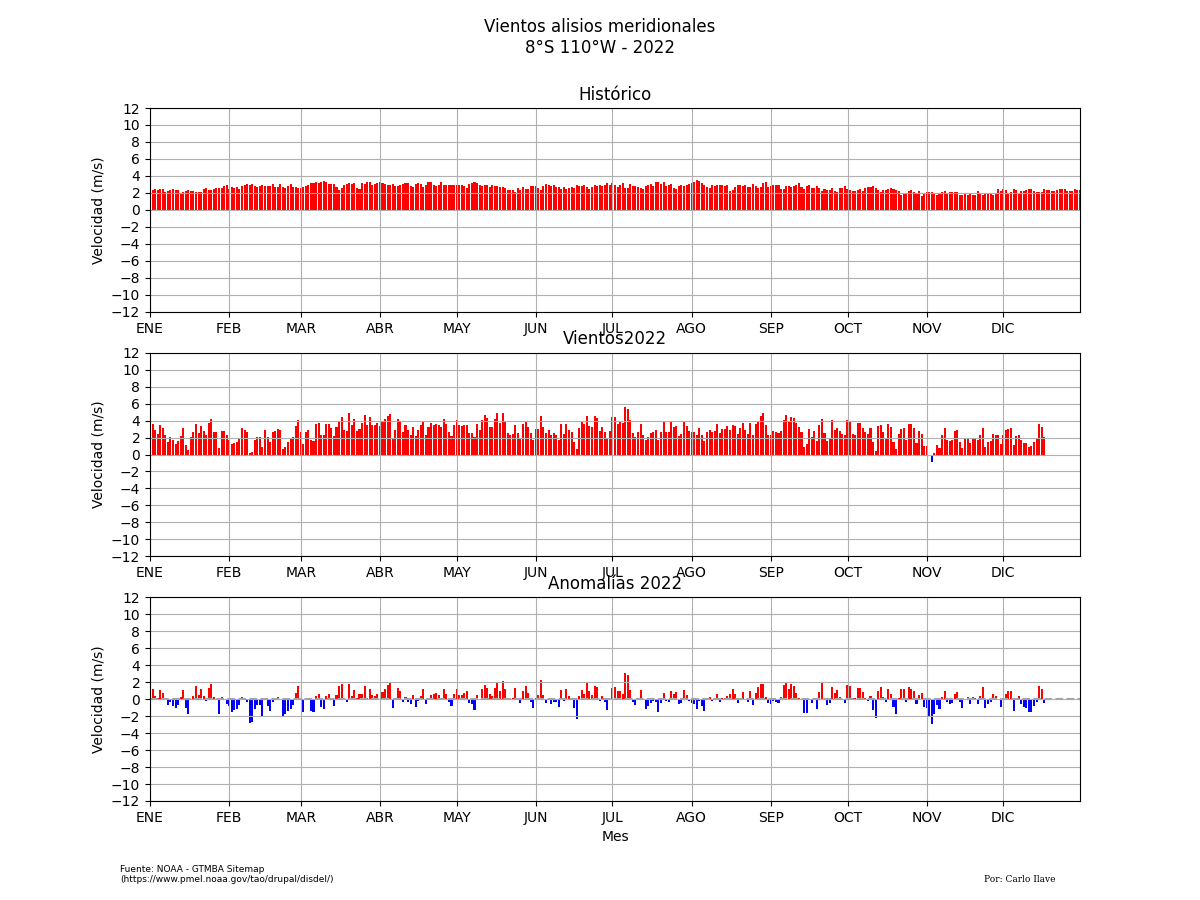 Vientos alisios meridionales
8°S 110°W - 2022
Histórico
Velocidad (m/s)
12
10
8
6
4
2
0
−2
−4
−6
−8
−10
−12
ENE FEB MAR ABR MAY JUN JUL AGO SEP OCT NOV DIC
Vientos2022
Velocidad (m/s)
12
10
8
6
4
2
0
−2
−4
−6
−8
−10
−12
ENE FEB MAR ABR MAY JUN JUL AGO SEP OCT NOV DIC
Anomalías 2022
Velocidad (m/s)
12
10
8
6
4
2
0
−2
−4
−6
−8
−10
−12
ENE FEB MAR ABR MAY JUN JUL AGO SEP OCT NOV DIC
Mes
Fuente: NOAA - GTMBA Sitemap
(https://www.pmel.noaa.gov/tao/drupal/disdel/)
Por: Carlo Ilave